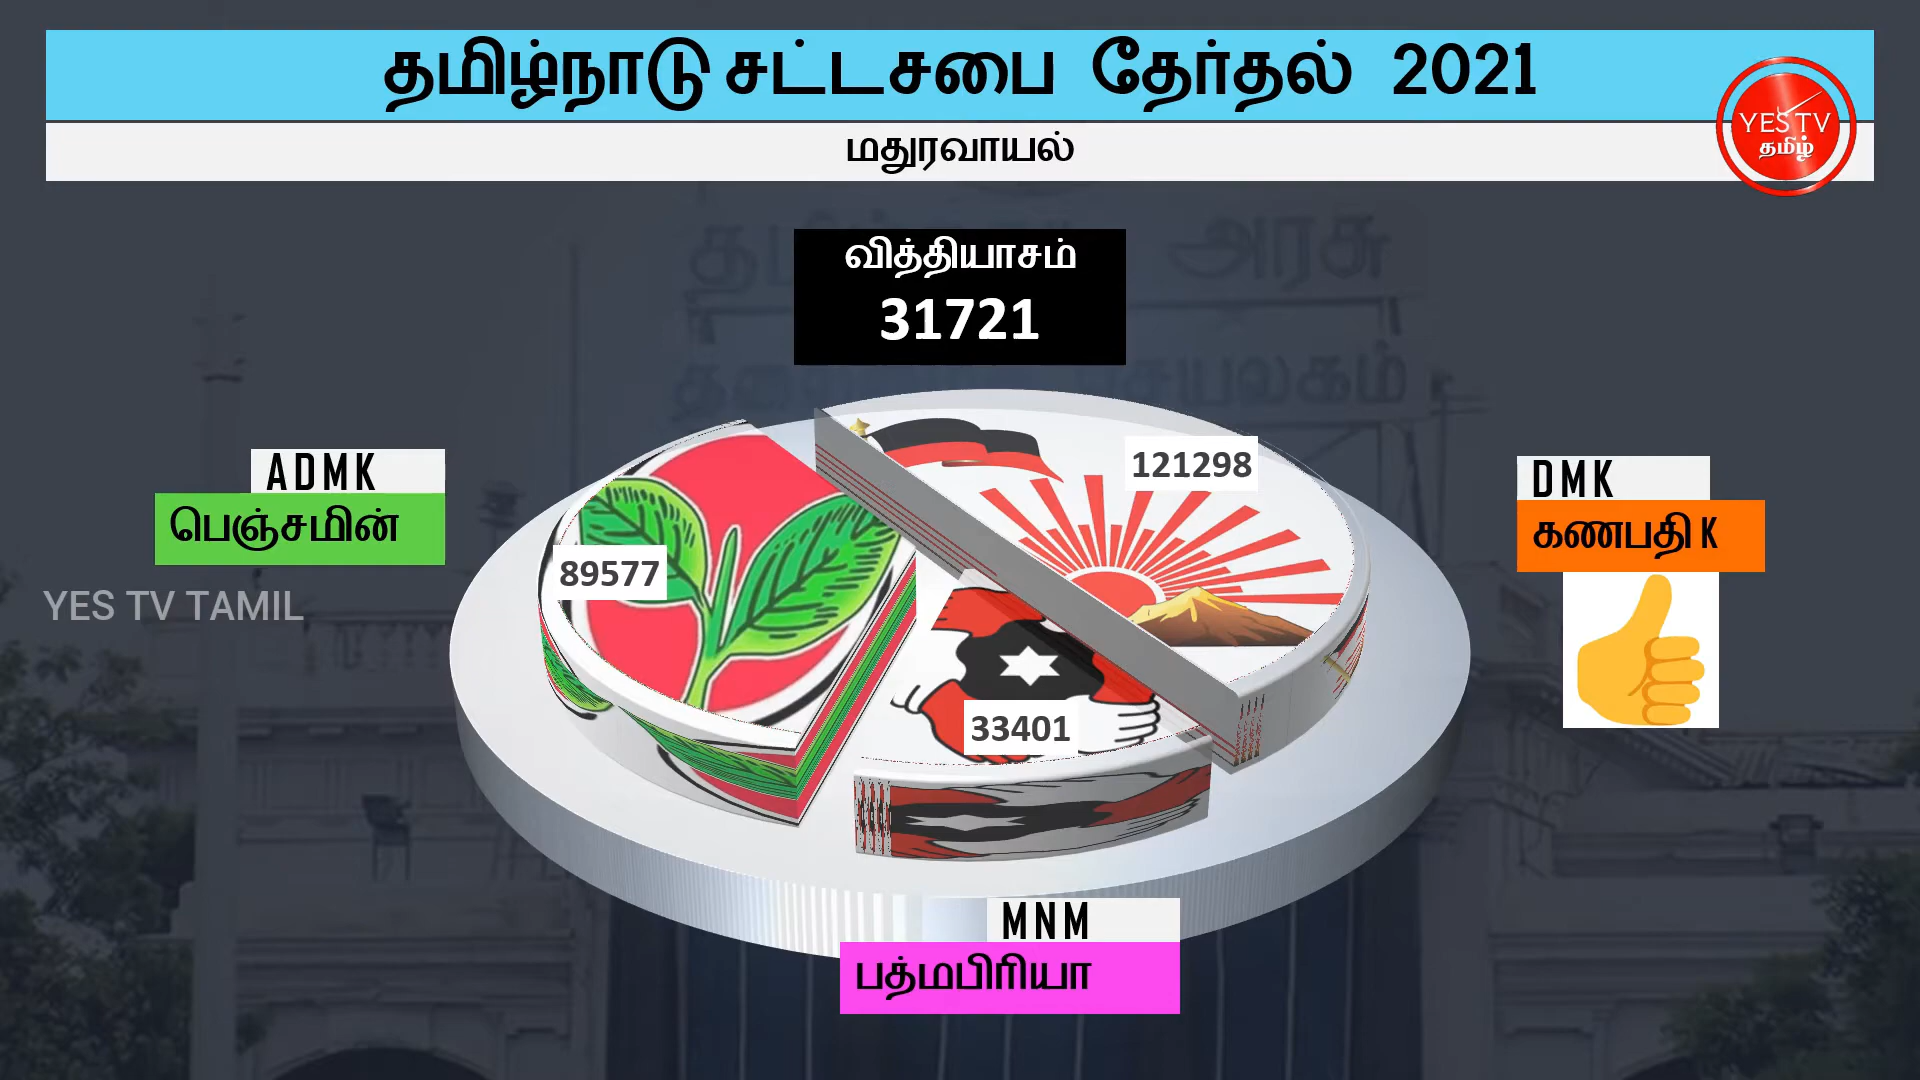 தமிழ்நாடு சட்டசபை தேர்தல் 2021
மதுரவாயல்
YES TV
தமிழ்
வித்தியாசம்
31721
அரசு
ADMK
பெஞ்சமின்
89577
121298
DMK
கணபதி K
YES TV TAMIL
33401
MNM
பத்மபிரியா